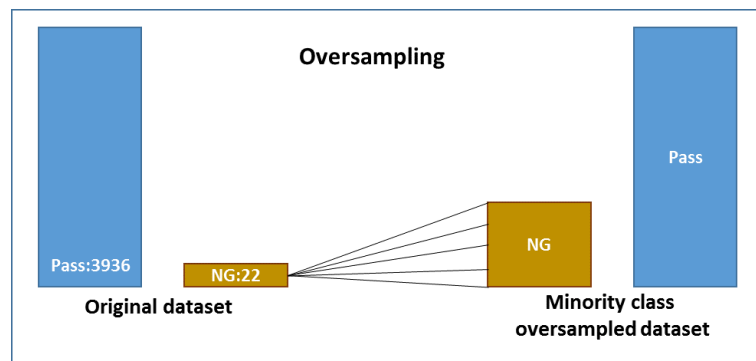 Oversampling
Pass:3936
NG:22
Original dataset
NG
Pass
Minority class
oversampled dataset